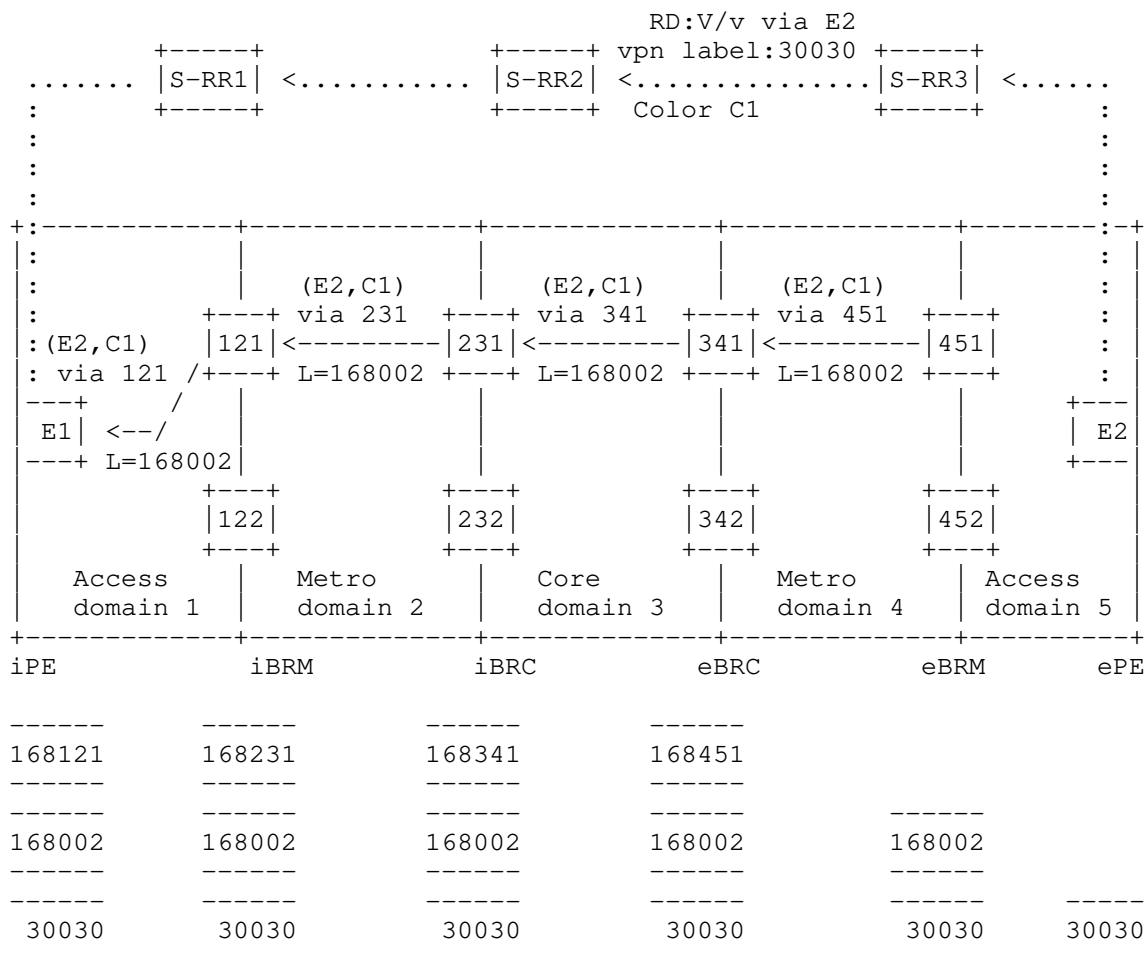 RD:V/v via E2
vpn label:30030
S-RR1 S-RR2 S-RR3
Color C1
(E2,C1) (E2,C1) (E2,C1)
via 231 via 341 via 451
(E2,C1) 121 231 341 451
via 121 L=168002 L=168002 L=168002
E1 E2
L=168002
122 232 342 452
Access Metro Core Metro Access
domain 1 domain 2 domain 3 domain 4 domain 5
iPE iBRM iBRC eBRC eBRM ePE
168121 168231 168341 168451
168002 168002 168002 168002 168002
30030 30030 30030 30030 30030 30030